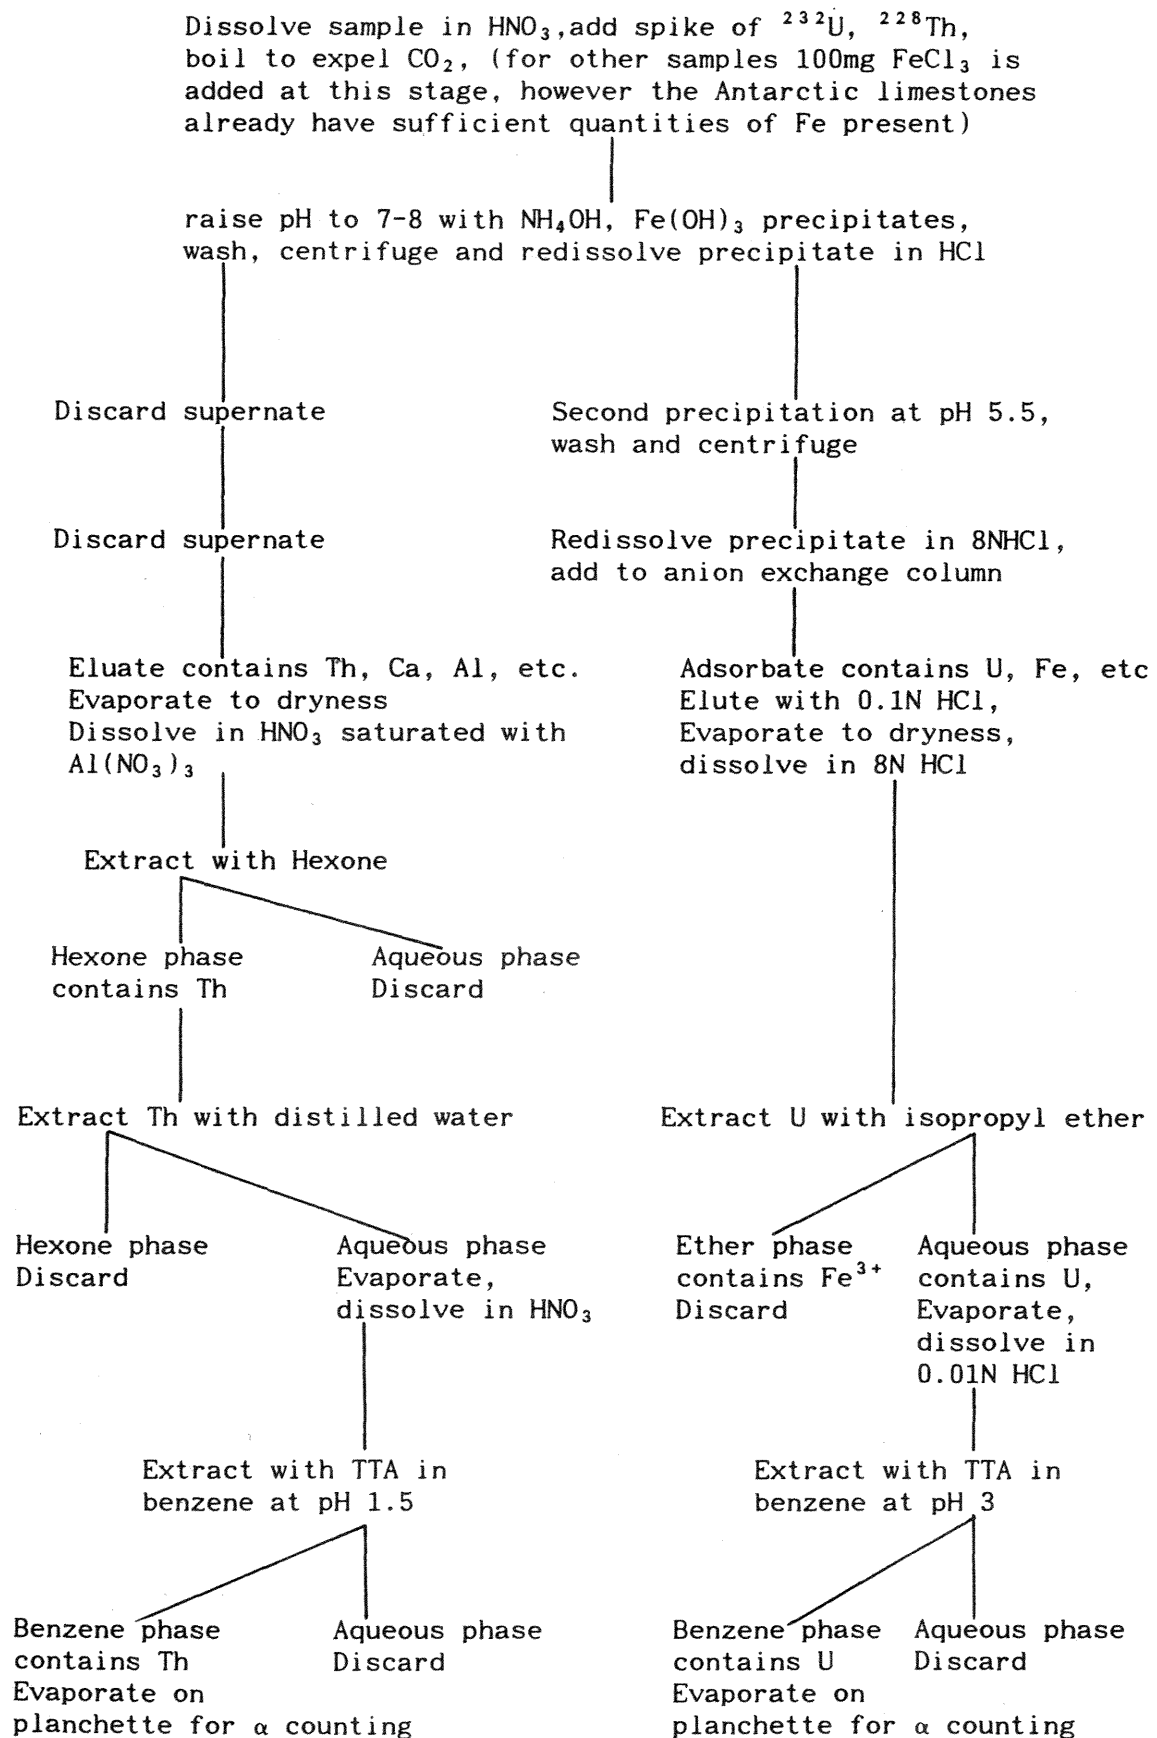 Dissolve sample in HNO₃,add spike of ²³²U, ²²⁸Th,
boil to expel CO₂, (for other samples 100mg FeCl₃ is
added at this stage, however the Antarctic limestones
already have sufficient quantities of Fe present)
raise pH to 7-8 with NH₄OH, Fe(OH)₃ precipitates,
wash, centrifuge and redissolve precipitate in HCl
Discard supernate
Second precipitation at pH 5.5,
wash and centrifuge
Discard supernate
Redissolve precipitate in 8NHCl,
add to anion exchange column
Eluate contains Th, Ca, Al, etc.
Evaporate to dryness
Dissolve in HNO₃ saturated with
Al(NO₃)₃
Adsorbate contains U, Fe, etc
Elute with 0.1N HCl,
Evaporate to dryness,
dissolve in 8N HCl
Extract with Hexone
Hexone phase
contains Th
Aqueous phase
Discard
Extract Th with distilled water
Extract U with isopropyl ether
Hexone phase
Discard
Aqueous phase
Evaporate,
dissolve in HNO₃
Ether phase
contains Fe³⁺
Discard
Aqueous phase
contains U,
Evaporate,
dissolve in
0.01N HCl
Extract with TTA in
benzene at pH 1.5
Extract with TTA in
benzene at pH 3
Benzene phase
contains Th
Evaporate on
planchette for α counting
Aqueous phase
Discard
Benzene phase
contains U
Evaporate on
planchette for α counting
Aqueous phase
Discard